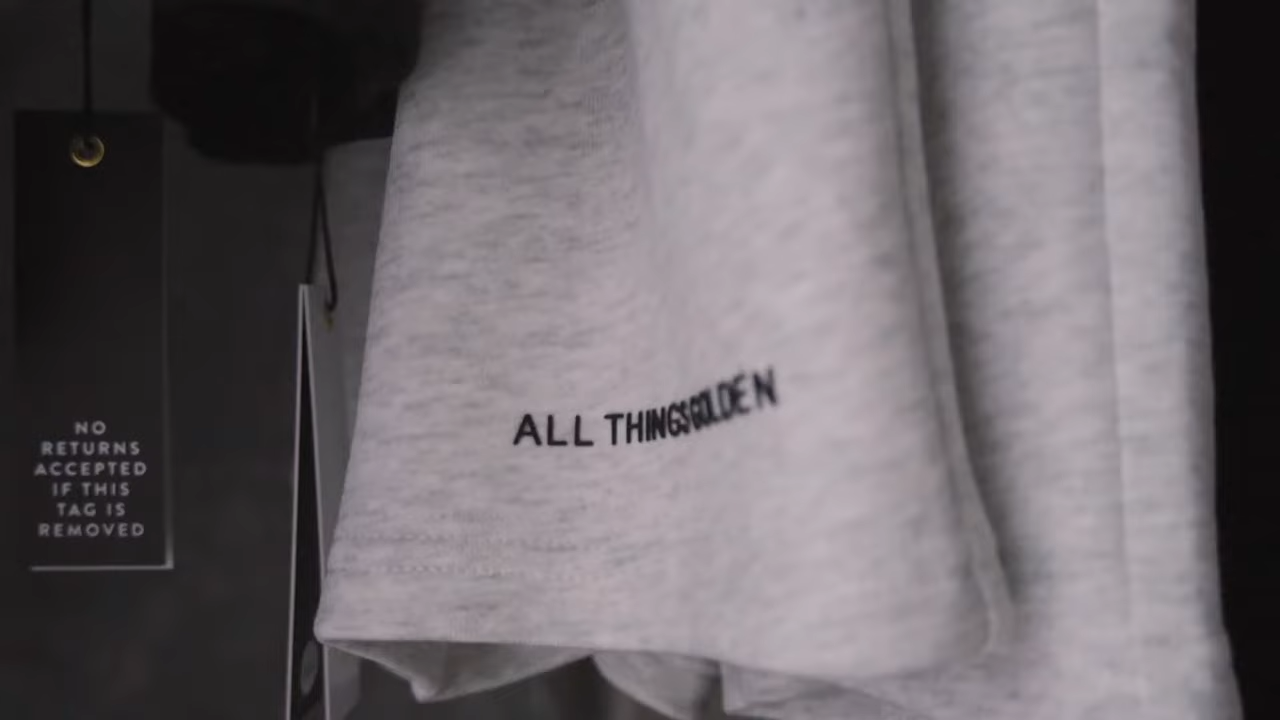 NO
RETURNS
ACCEPTED
IF THIS
TAG IS
REMOVED
ALL THINGS GOLDEN